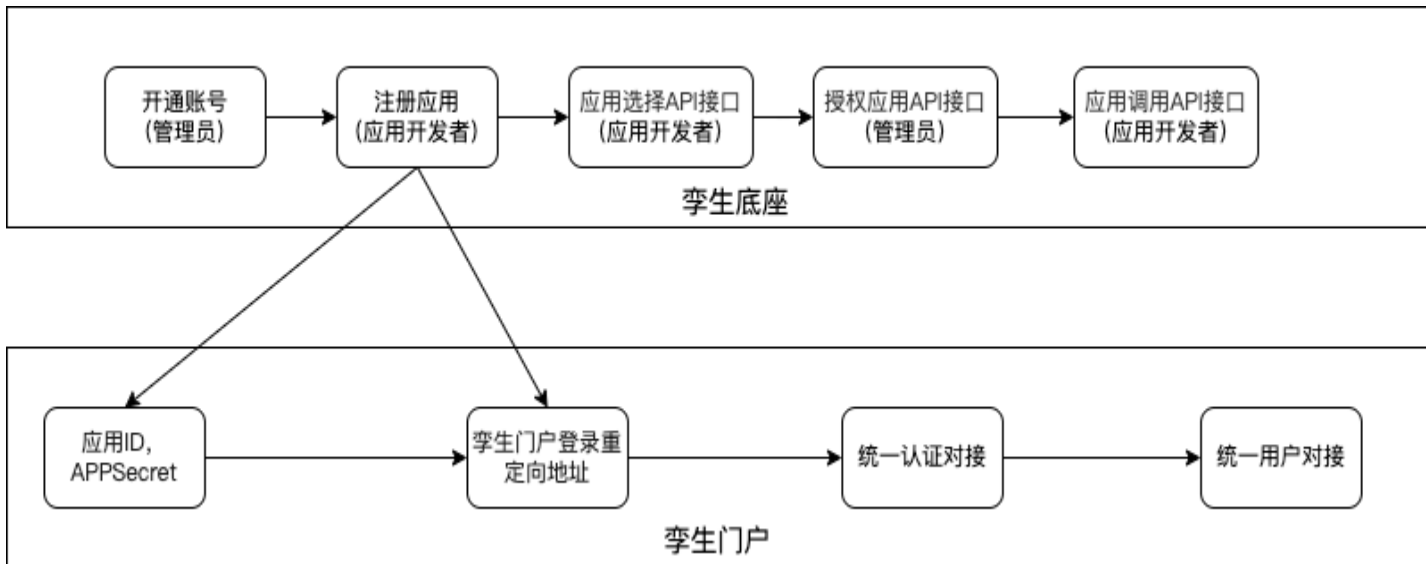 开通账号
(管理员)
注册应用
(应用开发者)
应用选择API接口
(应用开发者)
授权应用API接口
(管理员)
应用调用API接口
(应用开发者)
孪生底座
应用ID，
APPSecret
孪生门户登录重
定向地址
统一认证对接
统一用户对接
孪生门户